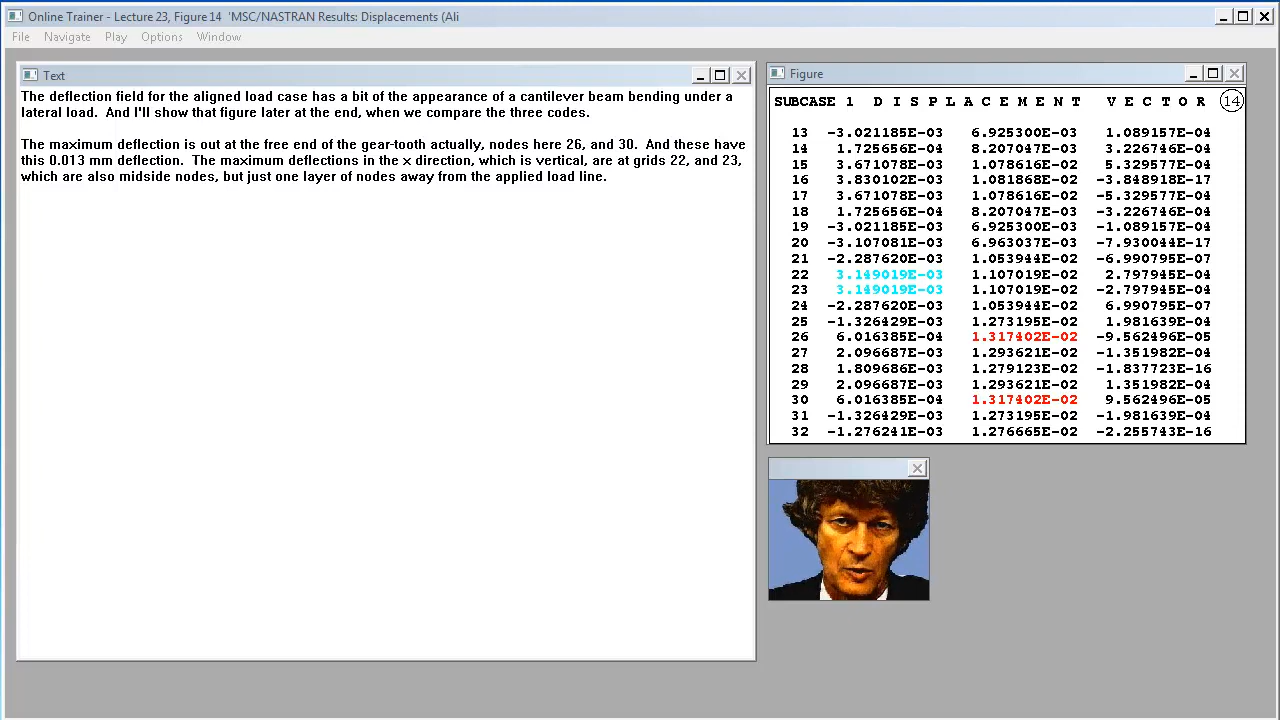 Online Trainer - Lecture 23, Figure 14 'MSC/NASTRAN Results: Displacements (Ali
File Navigate Play Options Window
Text
The deflection field for the aligned load case has a bit of the appearance of a cantilever beam bending under a
lateral load. And I'll show that figure later at the end, when we compare the three codes.
The maximum deflection is out at the free end of the gear-tooth actually, nodes here 26, and 30. And these have
this 0.013 mm deflection. The maximum deflections in the x direction, which is vertical, are at grids 22, and 23,
which are also midside nodes, but just one layer of nodes away from the applied load line.
Figure
SUBCASE 1 D I S P L A C E M E N T V E C T O R 14
13 -3.021185E-03 6.925300E-03 1.089157E-04
14 1.725656E-04 8.207047E-03 3.226746E-04
15 3.671078E-03 1.078616E-02 5.329577E-04
16 3.830102E-03 1.081868E-02 -3.848918E-17
17 3.671078E-03 1.078616E-02 -5.329577E-04
18 1.725656E-04 8.207047E-03 -3.226746E-04
19 -3.021185E-03 6.925300E-03 -1.089157E-04
20 -3.107081E-03 6.963037E-03 -7.930044E-17
21 -2.287620E-03 1.053944E-02 -6.990795E-07
22 3.149019E-03 1.107019E-02 2.797945E-04
23 3.149019E-03 1.107019E-02 -2.797945E-04
24 -2.287620E-03 1.053944E-02 6.990795E-07
25 -1.326429E-03 1.273195E-02 1.981639E-04
26 6.016385E-04 1.317402E-02 -9.562496E-05
27 2.096687E-03 1.293621E-02 -1.351982E-04
28 1.809686E-03 1.279123E-02 -1.837723E-16
29 2.096687E-03 1.293621E-02 1.351982E-04
30 6.016385E-04 1.317402E-02 9.562496E-05
31 -1.326429E-03 1.273195E-02 -1.981639E-04
32 -1.276241E-03 1.276665E-02 -2.255743E-16